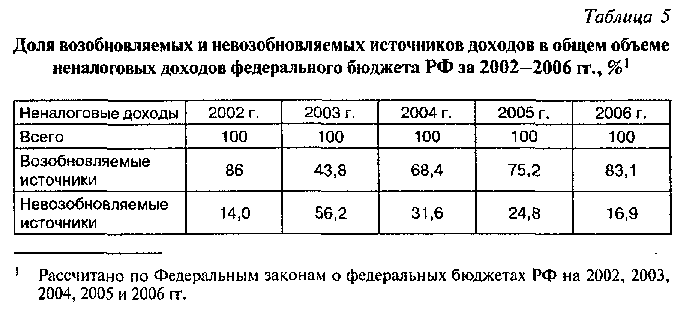 Таблица 5
Доля возобновляемых и невозобновляемых источников доходов в общем объеме
неналоговых доходов федерального бюджета РФ за 2002—2006 гг., %¹
Неналоговые доходы 2002 г. 2003 г. 2004 г. 2005 г. 2006 г.
Всего 100 100 100 100 100
Возобновляемые
источники 86 43,8 68,4 75,2 83,1
Невозобновляемые
источники 14,0 56,2 31,6 24,8 16,9
¹ Рассчитано по Федеральным законам о федеральных бюджетах РФ на 2002, 2003,
2004, 2005 и 2006 гг.